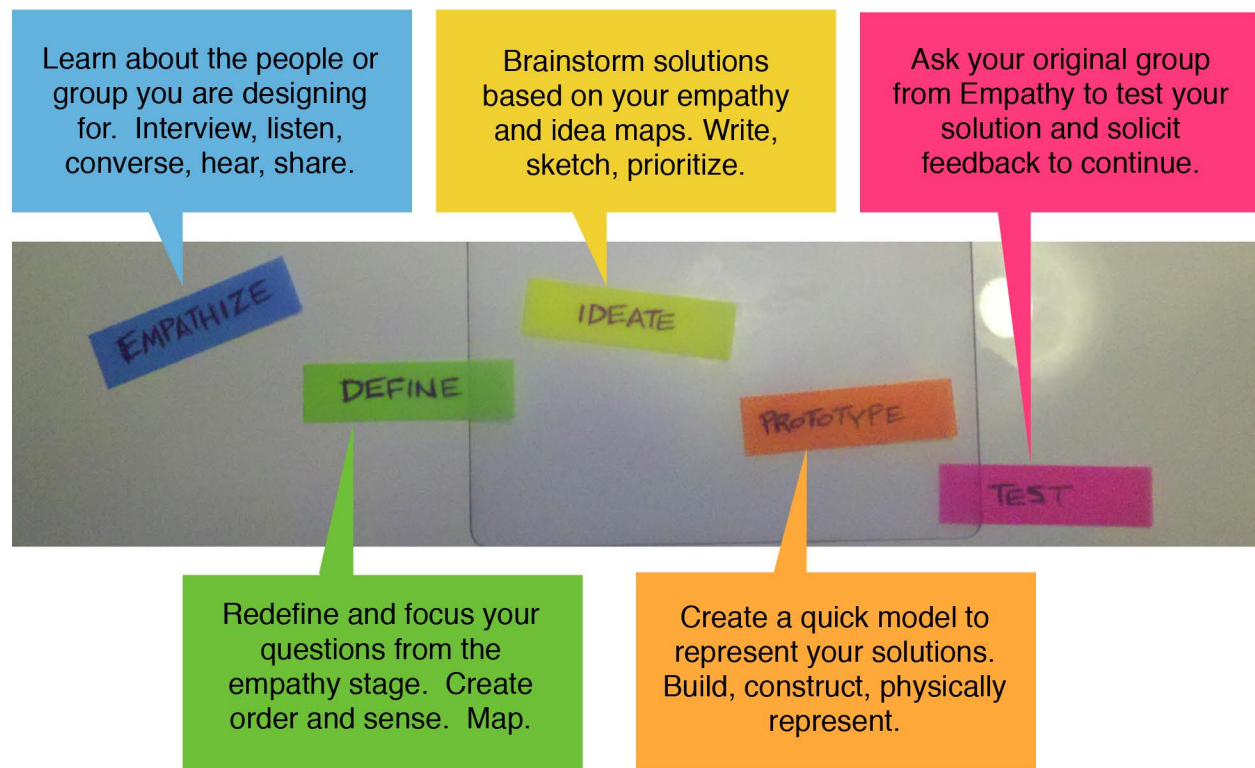 Learn about the people or
group you are designing
for.  Interview, listen,
converse, hear, share.
Brainstorm solutions
based on your empathy
and idea maps. Write,
sketch, prioritize.
Ask your original group
from Empathy to test your
solution and solicit
feedback to continue.
EMPATHIZE
DEFINE
IDEATE
PROTOTYPE
TEST
Redefine and focus your
questions from the
empathy stage.  Create
order and sense.  Map.
Create a quick model to
represent your solutions.
Build, construct, physically
represent.